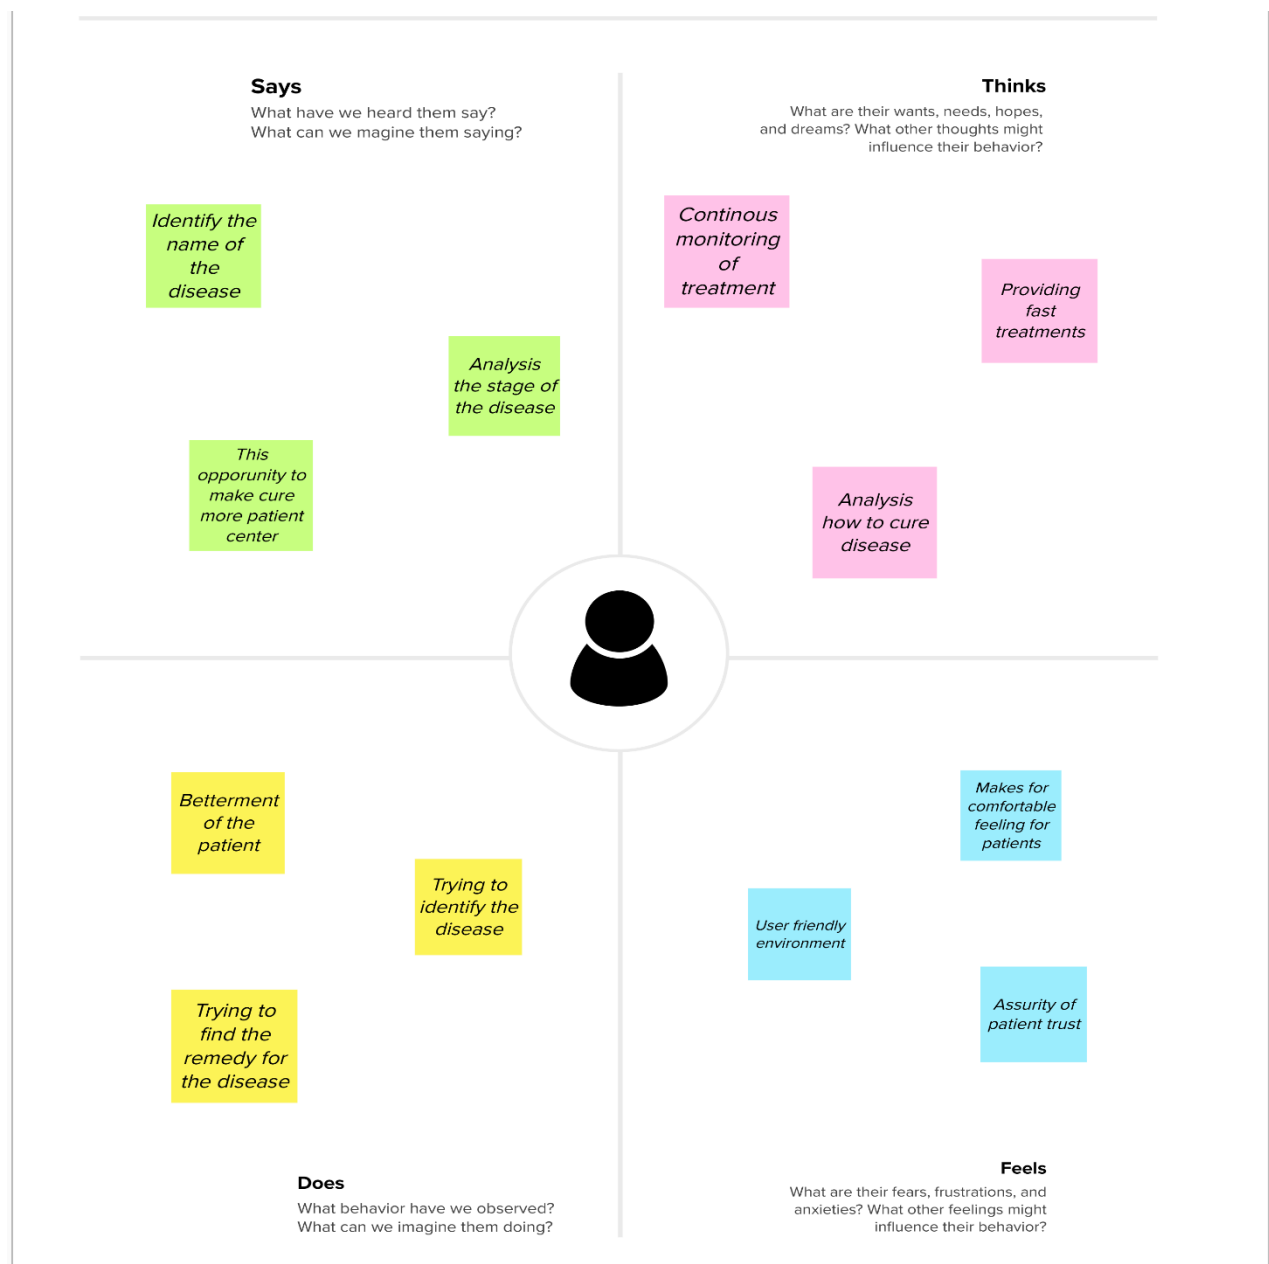 Says
What have we heard them say?
What can we magine them saying?
Thinks
What are their wants, needs, hopes,
and dreams? What other thoughts might
influence their behavior?
Identify the
name of
the
disease
Analysis
the stage of
the disease
This
opporunity to
make cure
more patient
center
Continous
monitoring
of
treatment
Providing
fast
treatments
Analysis
how to cure
disease
Betterment
of the
patient
Trying to
identify the
disease
Trying to
find the
remedy for
the disease
Makes for
comfortable
feeling for
patients
User friendly
environment
Assurity of
patient trust
Does
What behavior have we observed?
What can we imagine them doing?
Feels
What are their fears, frustrations, and
anxieties? What other feelings might
influence their behavior?